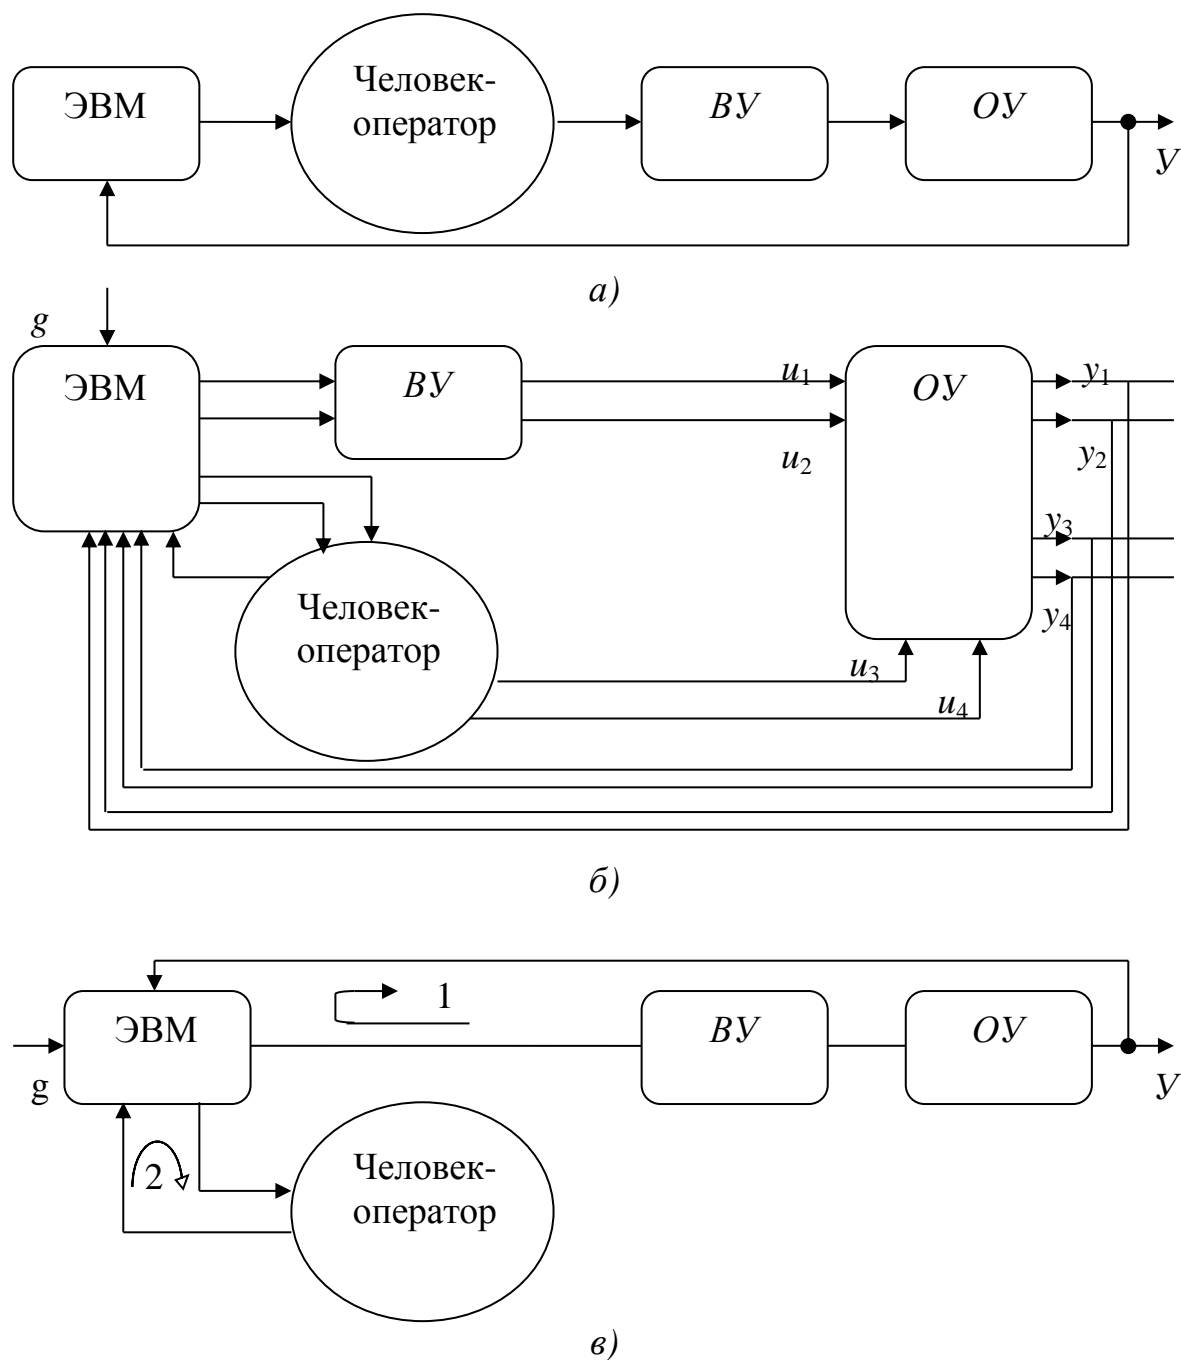 ЭВМ
Человек-
оператор
ВУ
ОУ
У
а)
g
ЭВМ
ВУ
u1
u2
ОУ
y1
y2
y3
y4
Человек-
оператор
u3
u4
б)
ЭВМ
1
ВУ
ОУ
g
У
2
Человек-
оператор
в)